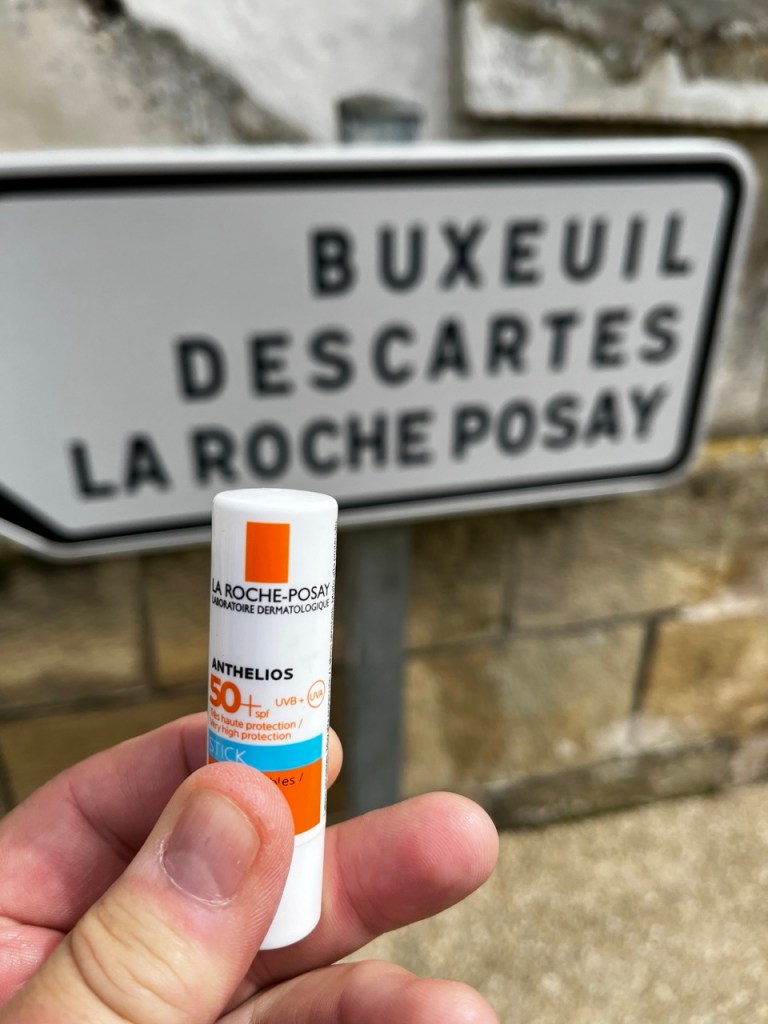 BUXEUIL
DESCARTES
LA ROCHE POSAY
LA ROCHE-POSAY
LABORATOIRE DERMATOLOGIQUE
ANTHELIOS
50+ spf UVB + UVA
Très haute protection /
Very high protection
STICK